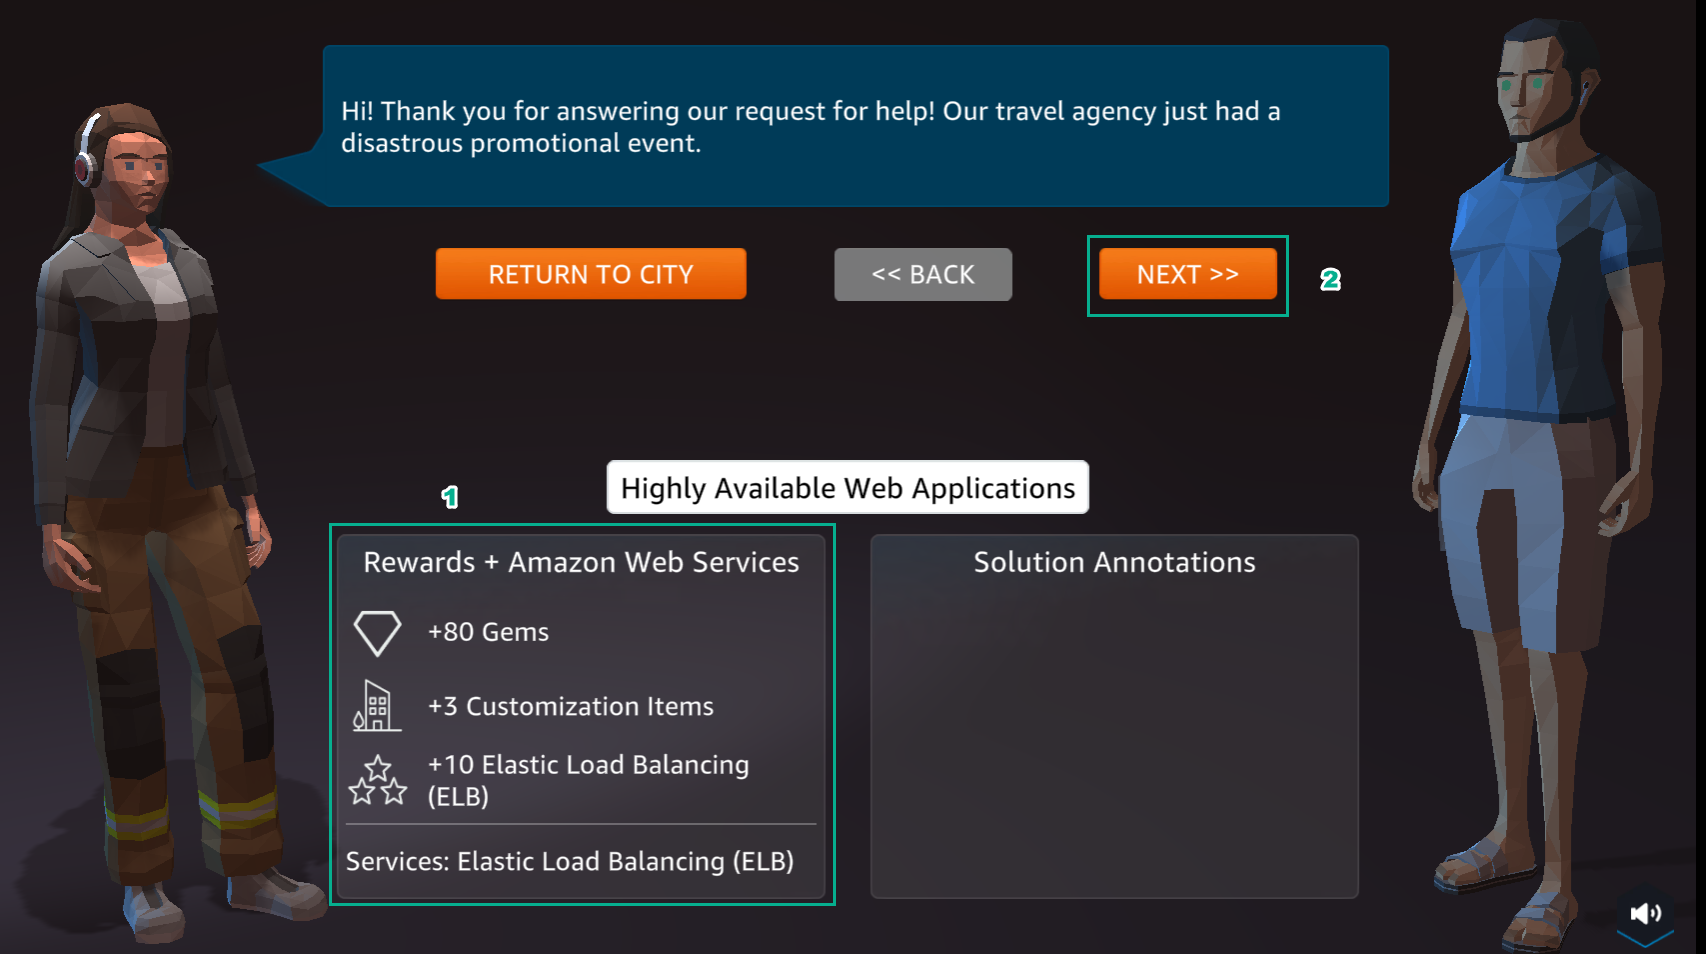 Hi! Thank you for answering our request for help! Our travel agency just had a
disastrous promotional event.
RETURN TO CITY
<< BACK
NEXT >>
2
1
Highly Available Web Applications
Rewards + Amazon Web Services
+80 Gems
+3 Customization Items
+10 Elastic Load Balancing
(ELB)
Services: Elastic Load Balancing (ELB)
Solution Annotations